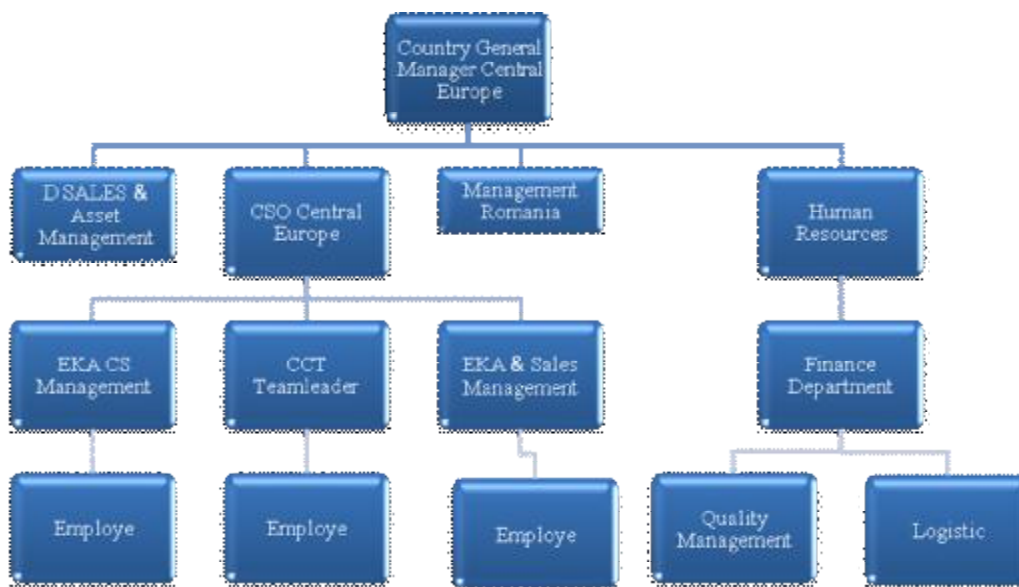 Country General
Manager Central
Europe
D SALES &
Asset
Management
CSO Central
Europe
Management
Romania
Human
Resources
EKA CS
Management
CCT
Teamleader
EKA & Sales
Management
Finance
Department
Employe
Employe
Employe
Quality
Management
Logistic